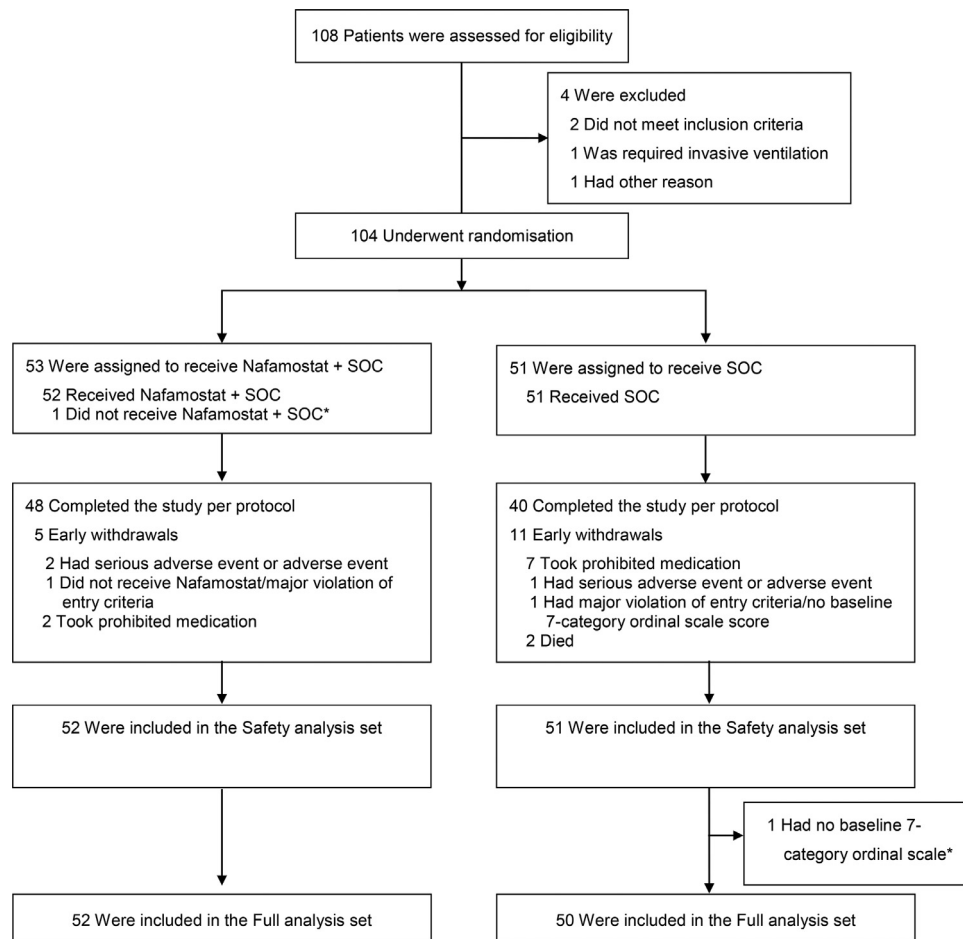 108 Patients were assessed for eligibility
4 Were excluded
2 Did not meet inclusion criteria
1 Was required invasive ventilation
1 Had other reason
104 Underwent randomisation
53 Were assigned to receive Nafamostat + SOC
52 Received Nafamostat + SOC
1 Did not receive Nafamostat + SOC*
51 Were assigned to receive SOC
51 Received SOC
48 Completed the study per protocol
5 Early withdrawals
2 Had serious adverse event or adverse event
1 Did not receive Nafamostat/major violation of
entry criteria
2 Took prohibited medication
40 Completed the study per protocol
11 Early withdrawals
7 Took prohibited medication
1 Had serious adverse event or adverse event
1 Had major violation of entry criteria/no baseline
7-category ordinal scale score
2 Died
52 Were included in the Safety analysis set
51 Were included in the Safety analysis set
1 Had no baseline 7-
category ordinal scale*
52 Were included in the Full analysis set
50 Were included in the Full analysis set